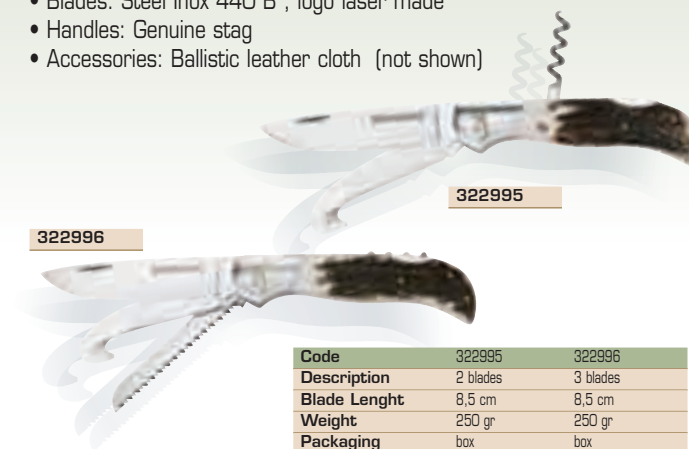 • Blades: Steel inox 440 B , logo laser made
• Handles: Genuine stag
• Accessories: Ballistic leather cloth (not shown)
322995
322996
Code 322995 322996
Description 2 blades 3 blades
Blade Lenght 8,5 cm 8,5 cm
Weight 250 gr 250 gr
Packaging box box